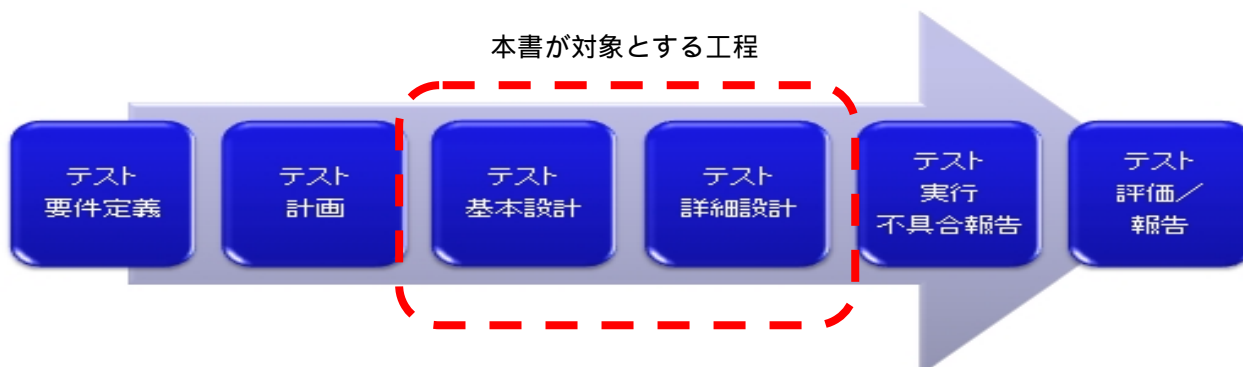 本書が対象とする工程
テスト
要件定義
テスト
計画
テスト
基本設計
テスト
詳細設計
テスト
実行
不具合報告
テスト
評価／
報告